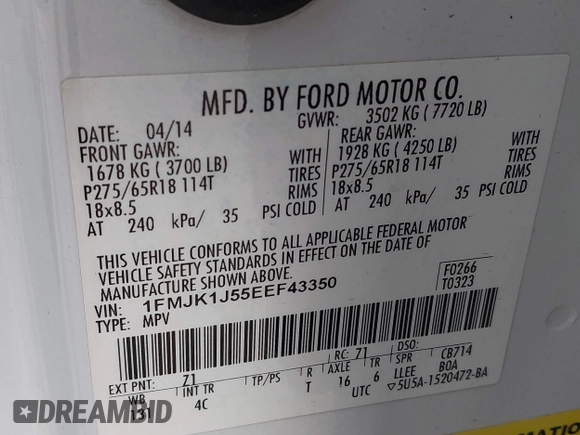 MFD. BY FORD MOTOR CO.
DATE: 04/14
GVWR: 3502 KG ( 7720 LB)
FRONT GAWR:
REAR GAWR:
1678 KG ( 3700 LB) WITH
1928 KG ( 4250 LB) WITH
P275/65R18 114T TIRES
P275/65R18 114T TIRES
18x8.5 RIMS
18x8.5 RIMS
AT 240 kPa/ 35 PSI COLD
AT 240 kPa/ 35 PSI COLD
THIS VEHICLE CONFORMS TO ALL APPLICABLE FEDERAL MOTOR
VEHICLE SAFETY STANDARDS IN EFFECT ON THE DATE OF
MANUFACTURE SHOWN ABOVE.
VIN: 1FMJK1J55EEF43350
TYPE: MPV
F0266
T0323
EXT PNT: Z1 RC: Z1 DSO:
WB INT TR TP/PS R AXLE TR SPR CB714
131 4C T 16 6 LLEE BOA
UTC ▽5U5A-1520472-BA
DREAMBID
MATIO